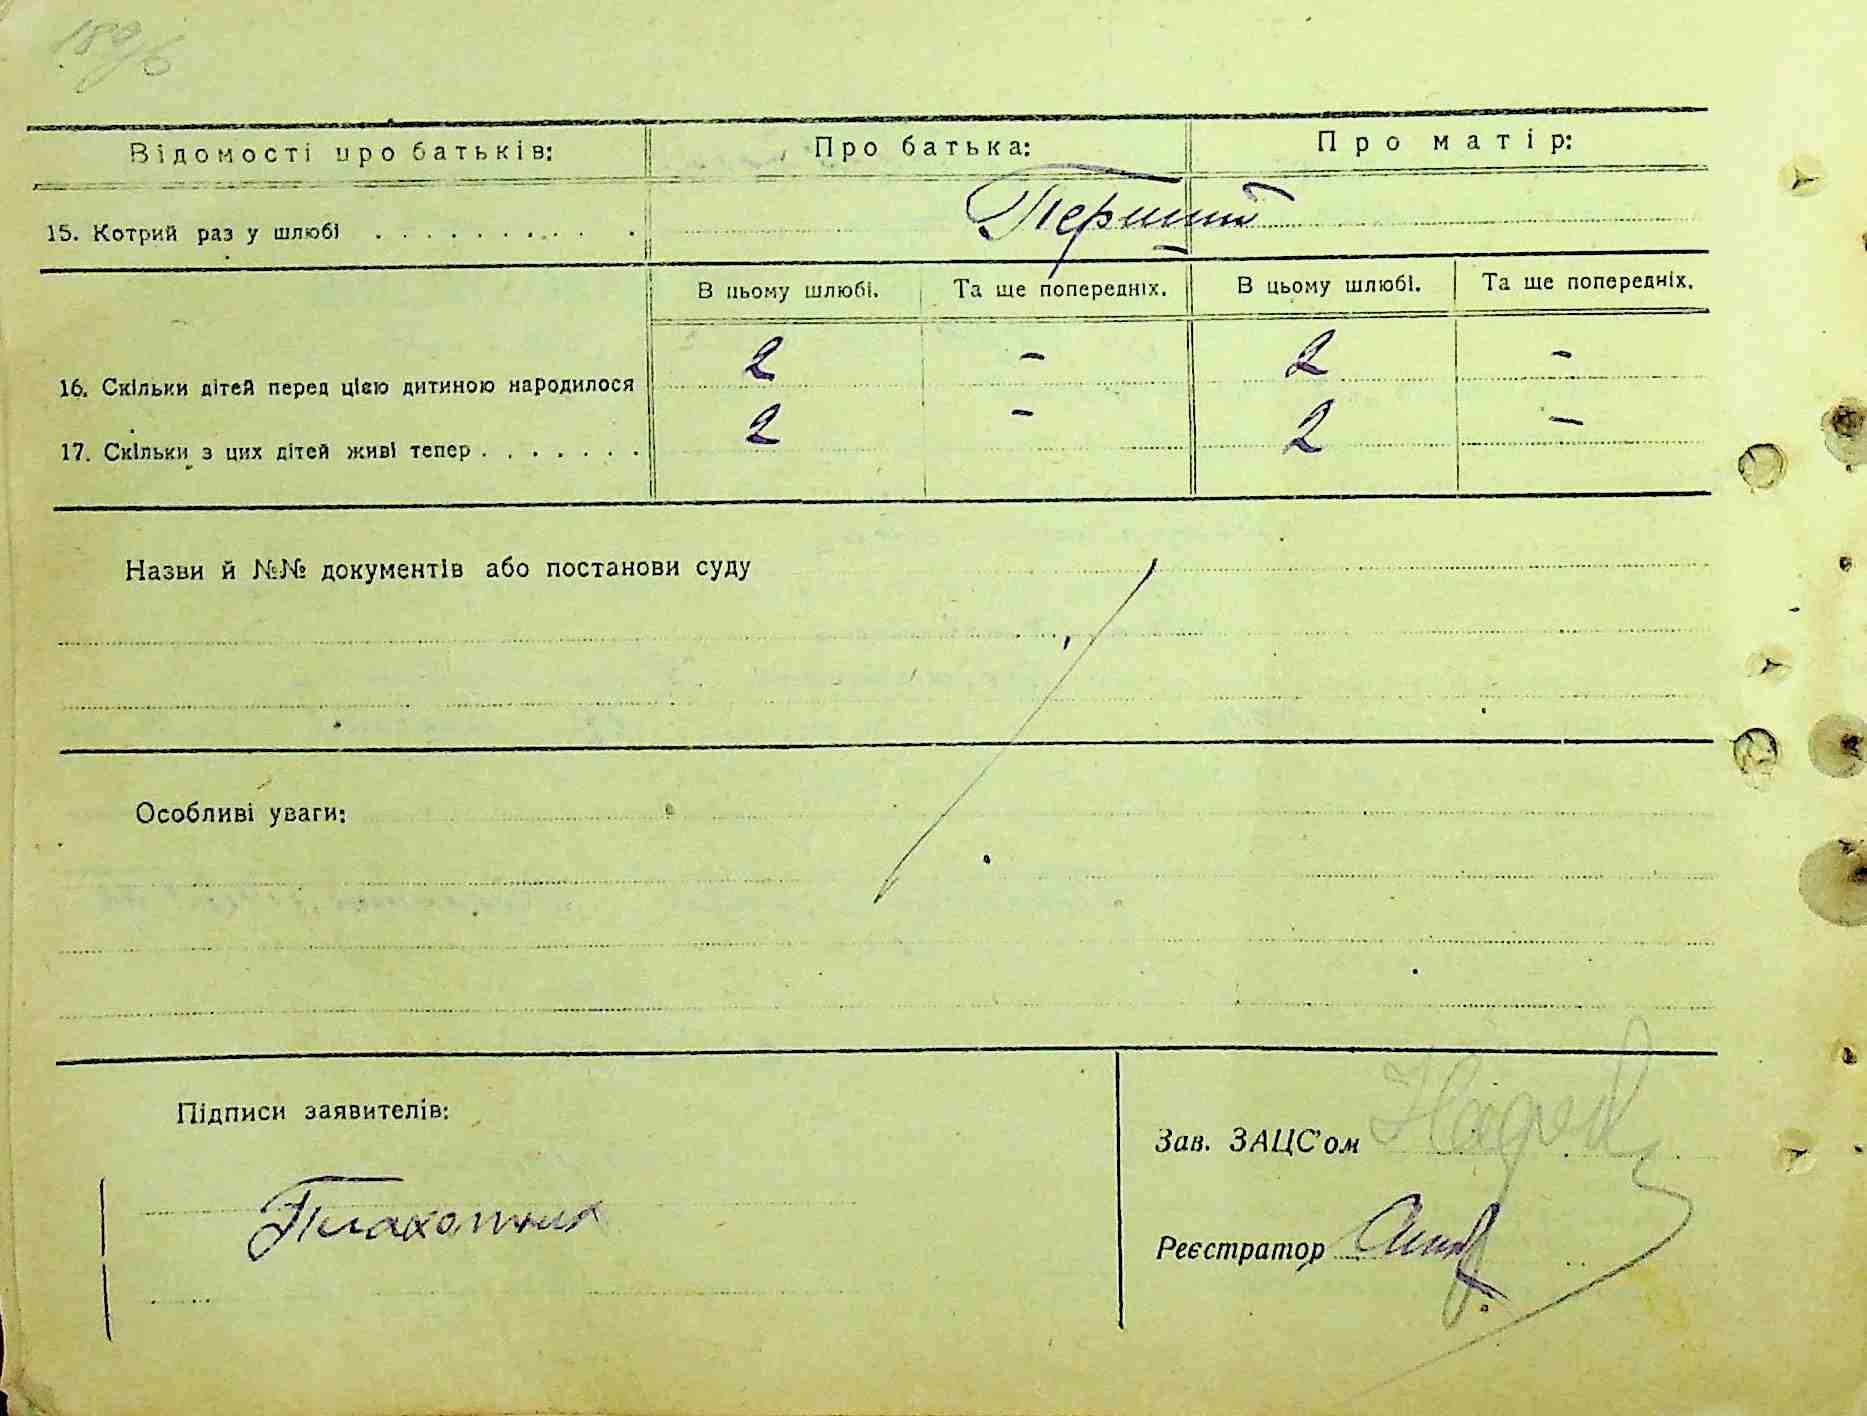 Відомості про батьків: Про батька: Про матір:
15. Котрий раз у шлюбі . . . . . . . . . . . Перший
В цьому шлюбі. Та ще попередніх. В цьому шлюбі. Та ще попередніх.
16. Скільки дітей перед цією дитиною народилося 2 - 2 -
17. Скільки з цих дітей живі тепер . . . . . . . 2 - 2 -
Назви й №№ документів або постанови суду
Особливі уваги:
Підписи заявителів:
Зав. ЗАЦС'ом
Плахотник
Реєстратор